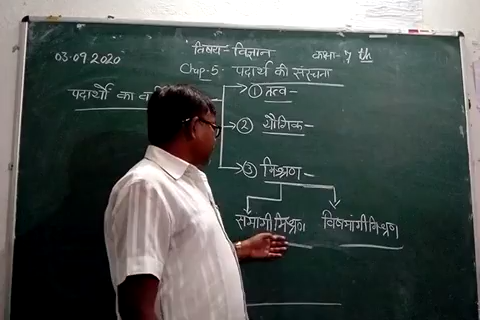 03.09.2020 विषय - विज्ञान कक्षा - 7 th
Chap-5. पदार्थ की संरचना
पदार्थों का
① तत्व -
② यौगिक -
③ मिश्रण -
समांगी मिश्रण विषमांगी मिश्रण